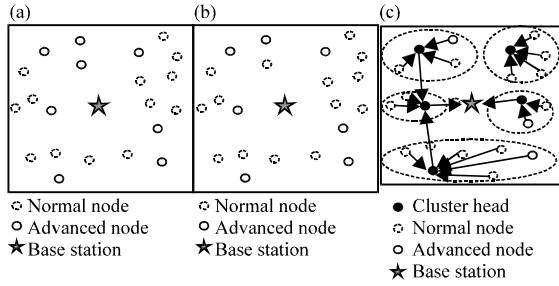 (a)
(b)
(c)
Normal node
Advanced node
Base station
Normal node
Advanced node
Base station
Cluster head
Normal node
Advanced node
Base station